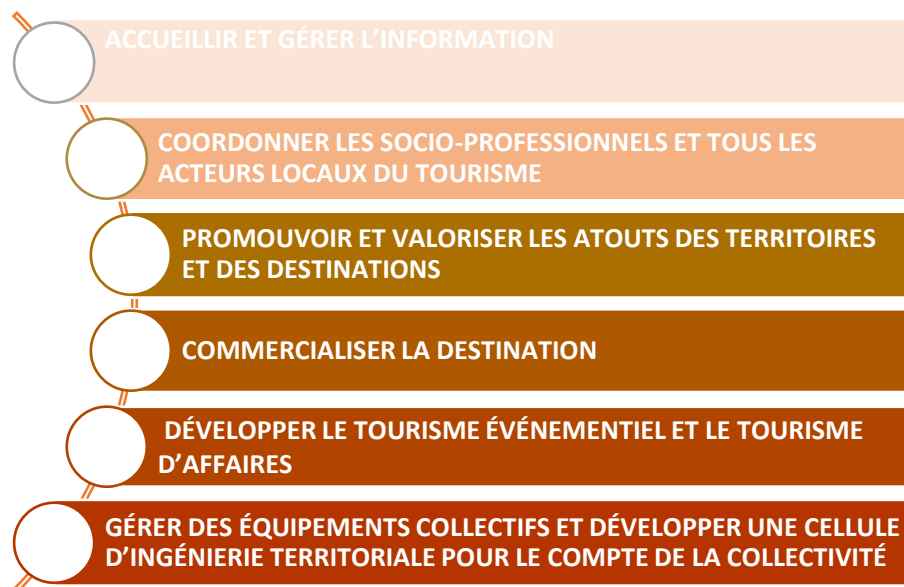 ACCUEILLIR ET GÉRER L’INFORMATION
COORDONNER LES SOCIO-PROFESSIONNELS ET TOUS LES
ACTEURS LOCAUX DU TOURISME
PROMOUVOIR ET VALORISER LES ATOUTS DES TERRITOIRES
ET DES DESTINATIONS
COMMERCIALISER LA DESTINATION
DÉVELOPPER LE TOURISME ÉVÉNEMENTIEL ET LE TOURISME
D’AFFAIRES
GÉRER DES ÉQUIPEMENTS COLLECTIFS ET DÉVELOPPER UNE CELLULE
D’INGÉNIERIE TERRITORIALE POUR LE COMPTE DE LA COLLECTIVITÉ